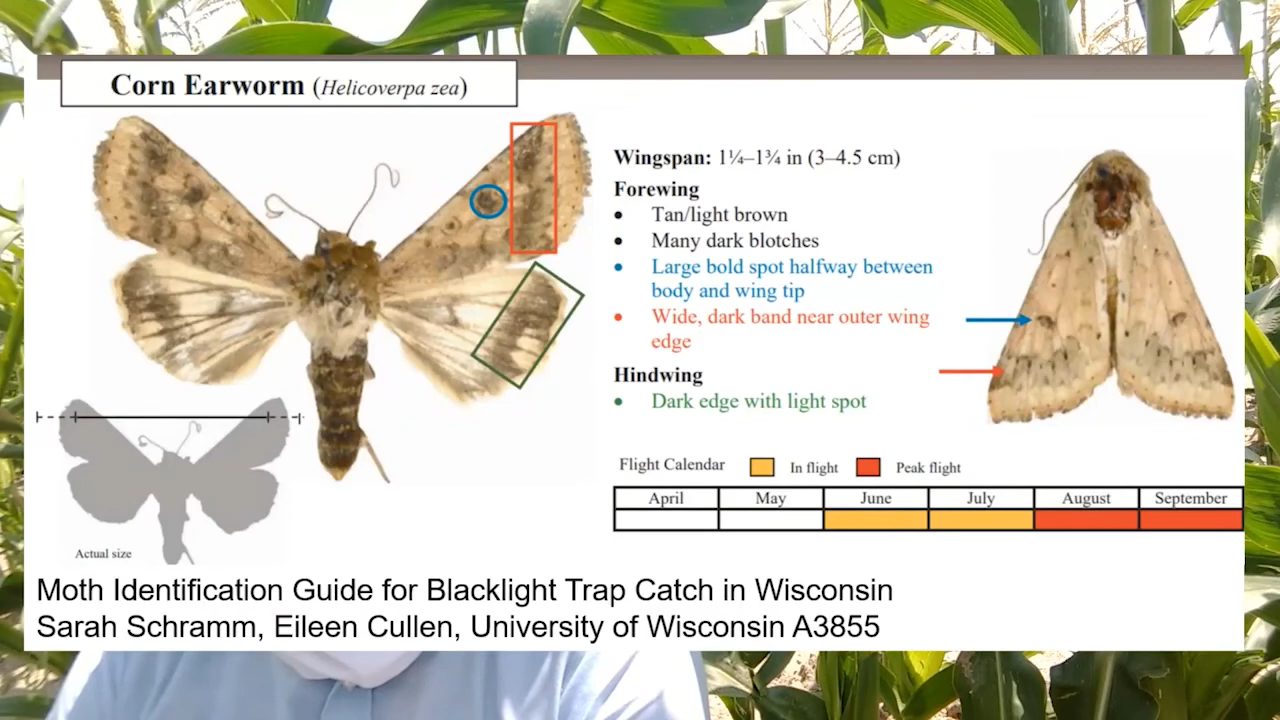 Corn Earworm (Helicoverpa zea)
Wingspan: 1¼–1¾ in (3–4.5 cm)
Forewing
• Tan/light brown
• Many dark blotches
• Large bold spot halfway between
body and wing tip
• Wide, dark band near outer wing
edge
Hindwing
• Dark edge with light spot
Flight Calendar In flight Peak flight
April May June July August September
Actual size
Moth Identification Guide for Blacklight Trap Catch in Wisconsin
Sarah Schramm, Eileen Cullen, University of Wisconsin A3855